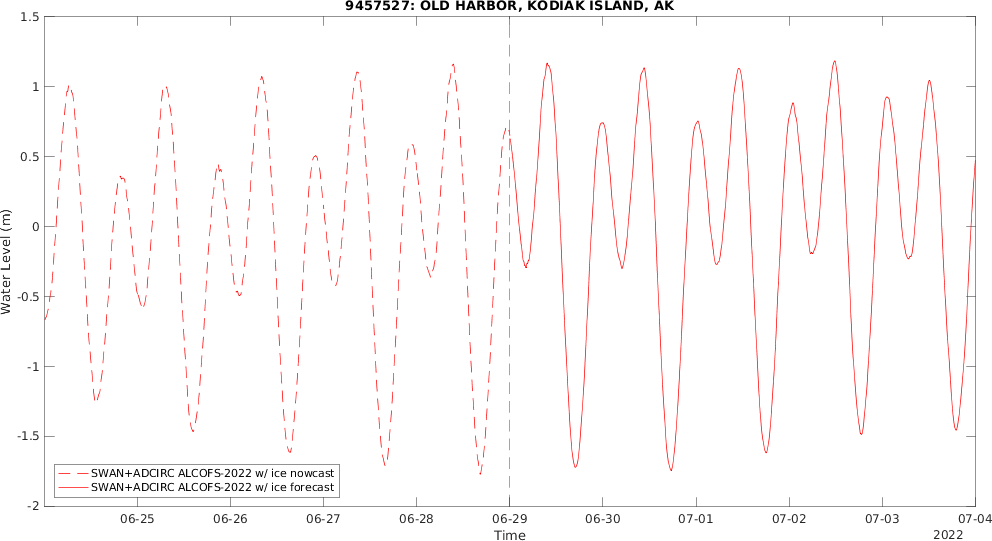 9457527: OLD HARBOR, KODIAK ISLAND, AK
Water Level (m)
1.5
1
0.5
0
-0.5
-1
-1.5
-2
SWAN+ADCIRC ALCOFS-2022 w/ ice nowcast
SWAN+ADCIRC ALCOFS-2022 w/ ice forecast
06-25 06-26 06-27 06-28 06-29 06-30 07-01 07-02 07-03 07-04
Time
2022